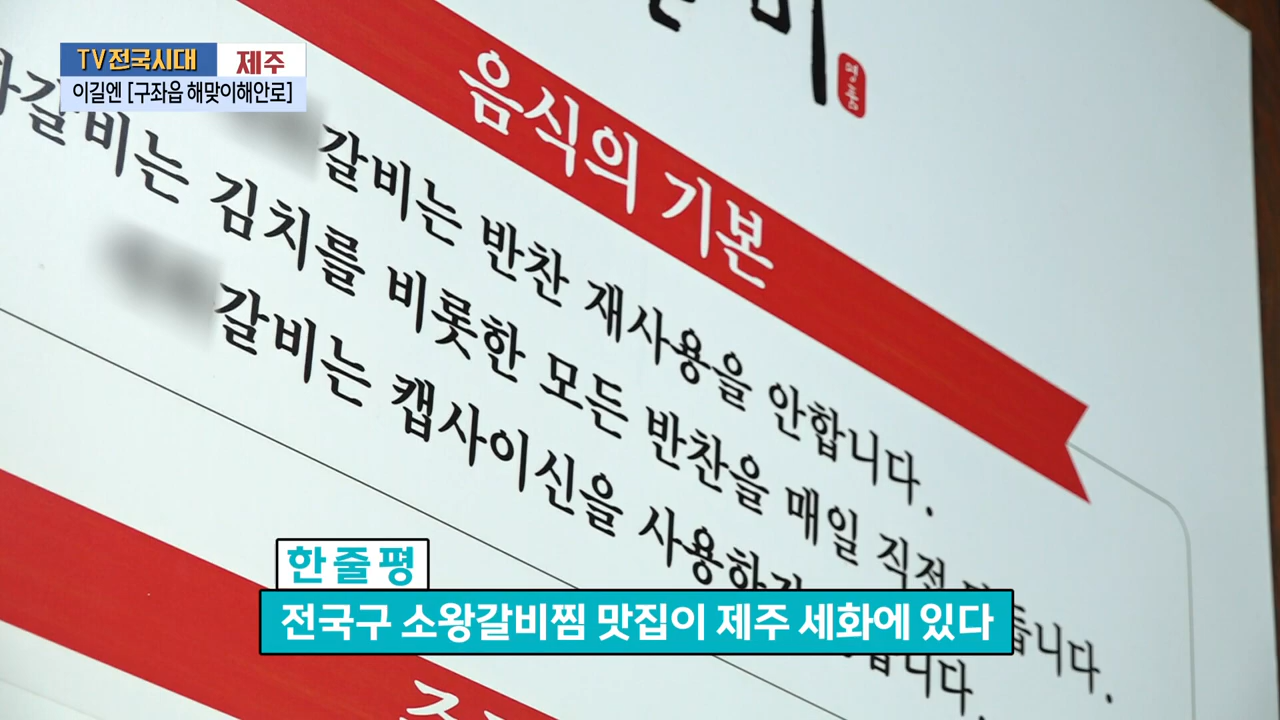 TV전국시대 제주
이길엔 [구좌읍 해맞이해안로]
음식의 기본
갈비는 반찬 재사용을 안합니다.
갈비는 김치를 비롯한 모든 반찬을 매일 직접
갈비는 캡사이신을 사용하지
한줄평
전국구 소왕갈비찜 맛집이 제주 세화에 있다